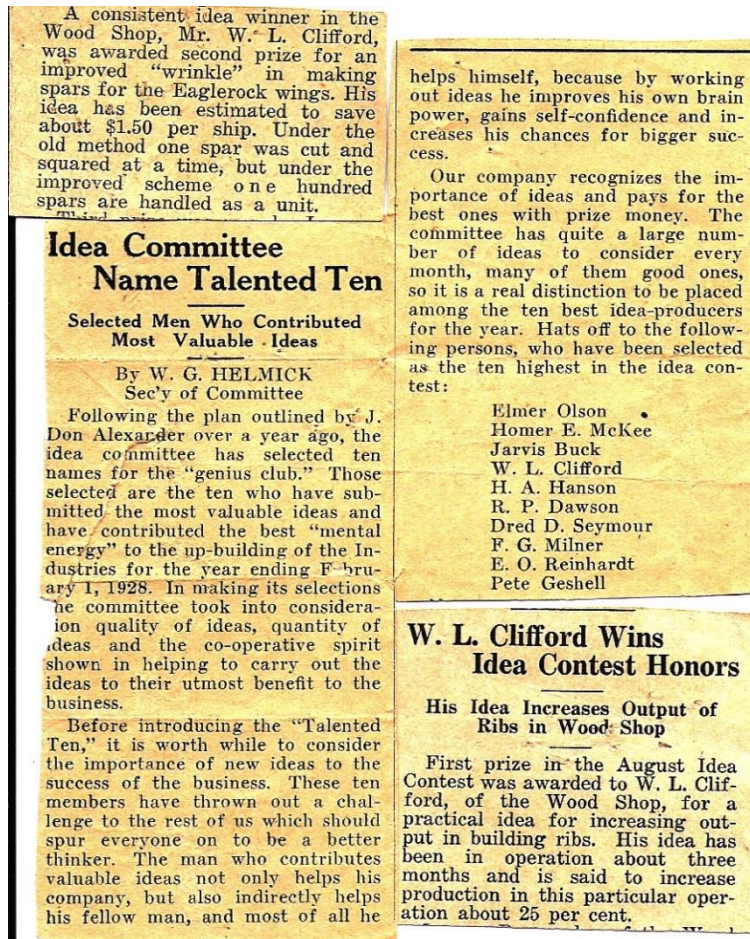 A consistent idea winner in the
Wood Shop, Mr. W. L. Clifford,
was awarded second prize for an
improved “wrinkle” in making
spars for the Eaglerock wings. His
idea has been estimated to save
about $1.50 per ship. Under the
old method one spar was cut and
squared at a time, but under the
improved scheme one hundred
spars are handled as a unit.
Idea Committee
Name Talented Ten
Selected Men Who Contributed
Most Valuable Ideas
By W. G. HELMICK
Sec'y of Committee
Following the plan outlined by J.
Don Alexander over a year ago, the
idea committee has selected ten
names for the “genius club.” Those
selected are the ten who have sub-
mitted the most valuable ideas and
have contributed the best “mental
energy” to the up-building of the In-
dustries for the year ending F bru-
ary 1, 1928. In making its selections
he committee took into considera-
ion quality of ideas, quantity of
deas and the co-operative spirit
shown in helping to carry out the
ideas to their utmost benefit to the
business.
Before introducing the “Talented
Ten,” it is worth while to consider
the importance of new ideas to the
success of the business. These ten
members have thrown out a chal-
lenge to the rest of us which should
spur everyone on to be a better
thinker. The man who contributes
valuable ideas not only helps his
company, but also indirectly helps
his fellow man, and most of all he
helps himself, because by working
out ideas he improves his own brain
power, gains self-confidence and in-
creases his chances for bigger suc-
cess.
Our company recognizes the im-
portance of ideas and pays for the
best ones with prize money. The
committee has quite a large num-
ber of ideas to consider every
month, many of them good ones,
so it is a real distinction to be placed
among the ten best idea-producers
for the year. Hats off to the follow-
ing persons, who have been selected
as the ten highest in the idea con-
test:
Elmer Olson
Homer E. McKee
Jarvis Buck
W. L. Clifford
H. A. Hanson
R. P. Dawson
Dred D. Seymour
F. G. Milner
E. O. Reinhardt
Pete Geshell
W. L. Clifford Wins
Idea Contest Honors
His Idea Increases Output of
Ribs in Wood Shop
First prize in the August Idea
Contest was awarded to W. L. Clif-
ford, of the Wood Shop, for a
practical idea for increasing out-
put in building ribs. His idea has
been in operation about three
months and is said to increase
production in this particular oper-
ation about 25 per cent.